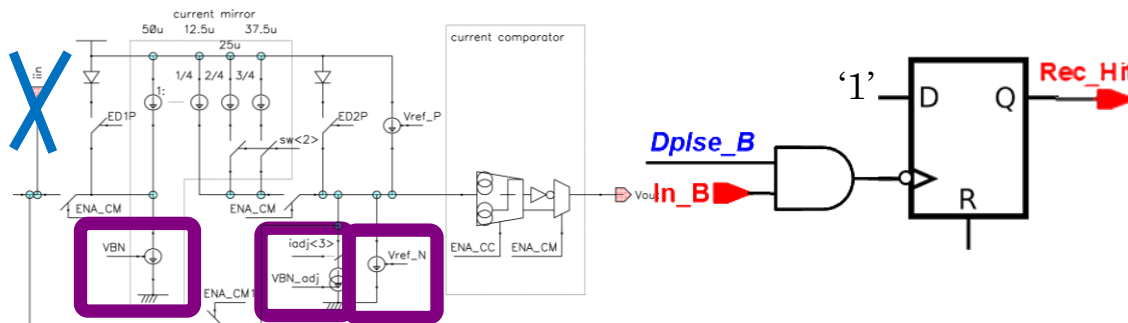 current mirror
50u 12.5u 37.5u
25u
current comparator
in
1/4 2/4 3/4
1:
ED1P
ED2P
Vref_P
sw<2>
ENA_CM
ENA_CM
Vout
VBN
iadj<3>
VBN_adj
Vref_N
ENA_CC ENA_CM
ENA_CM1
'1'
D
Q
Rec_Hit
Dplse_B
In_B
R